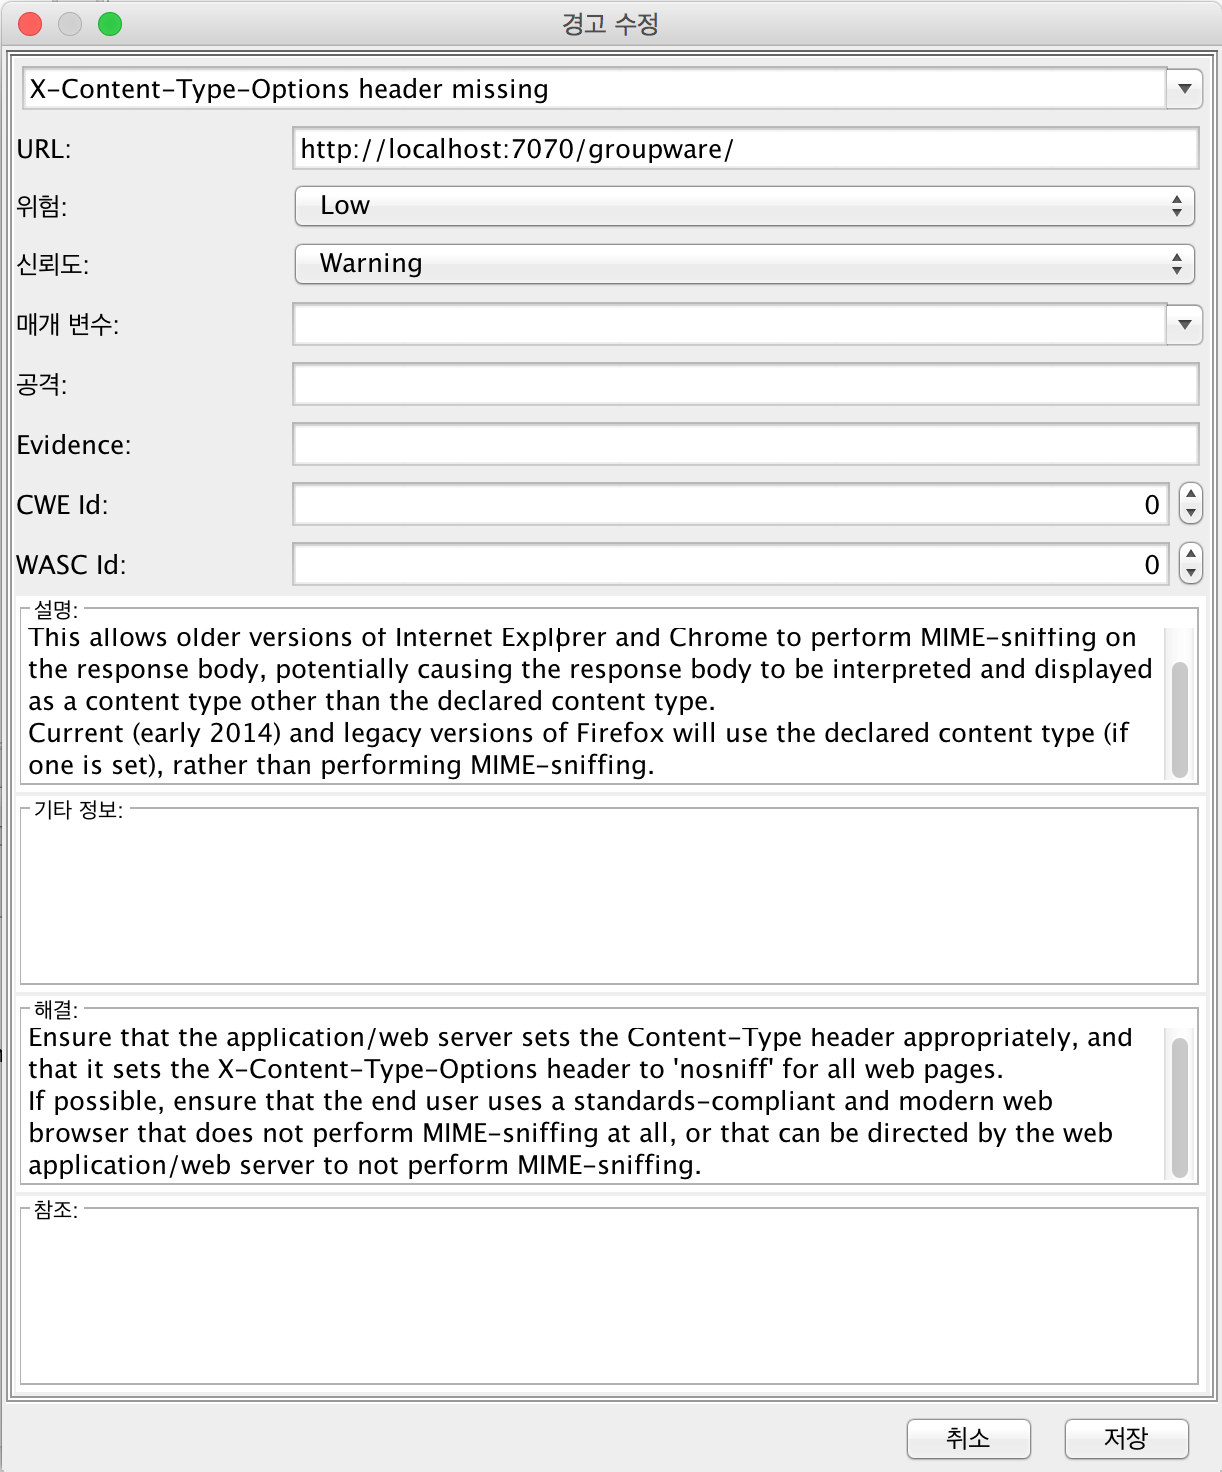 경고 수정
X-Content-Type-Options header missing
URL: http://localhost:7070/groupware/
위험: Low
신뢰도: Warning
매개 변수:
공격:
Evidence:
CWE Id: 0
WASC Id: 0
설명:
This allows older versions of Internet Explorer and Chrome to perform MIME-sniffing on
the response body, potentially causing the response body to be interpreted and displayed
as a content type other than the declared content type.
Current (early 2014) and legacy versions of Firefox will use the declared content type (if
one is set), rather than performing MIME-sniffing.
기타 정보:
해결:
Ensure that the application/web server sets the Content-Type header appropriately, and
that it sets the X-Content-Type-Options header to 'nosniff' for all web pages.
If possible, ensure that the end user uses a standards-compliant and modern web
browser that does not perform MIME-sniffing at all, or that can be directed by the web
application/web server to not perform MIME-sniffing.
참조:
취소 저장